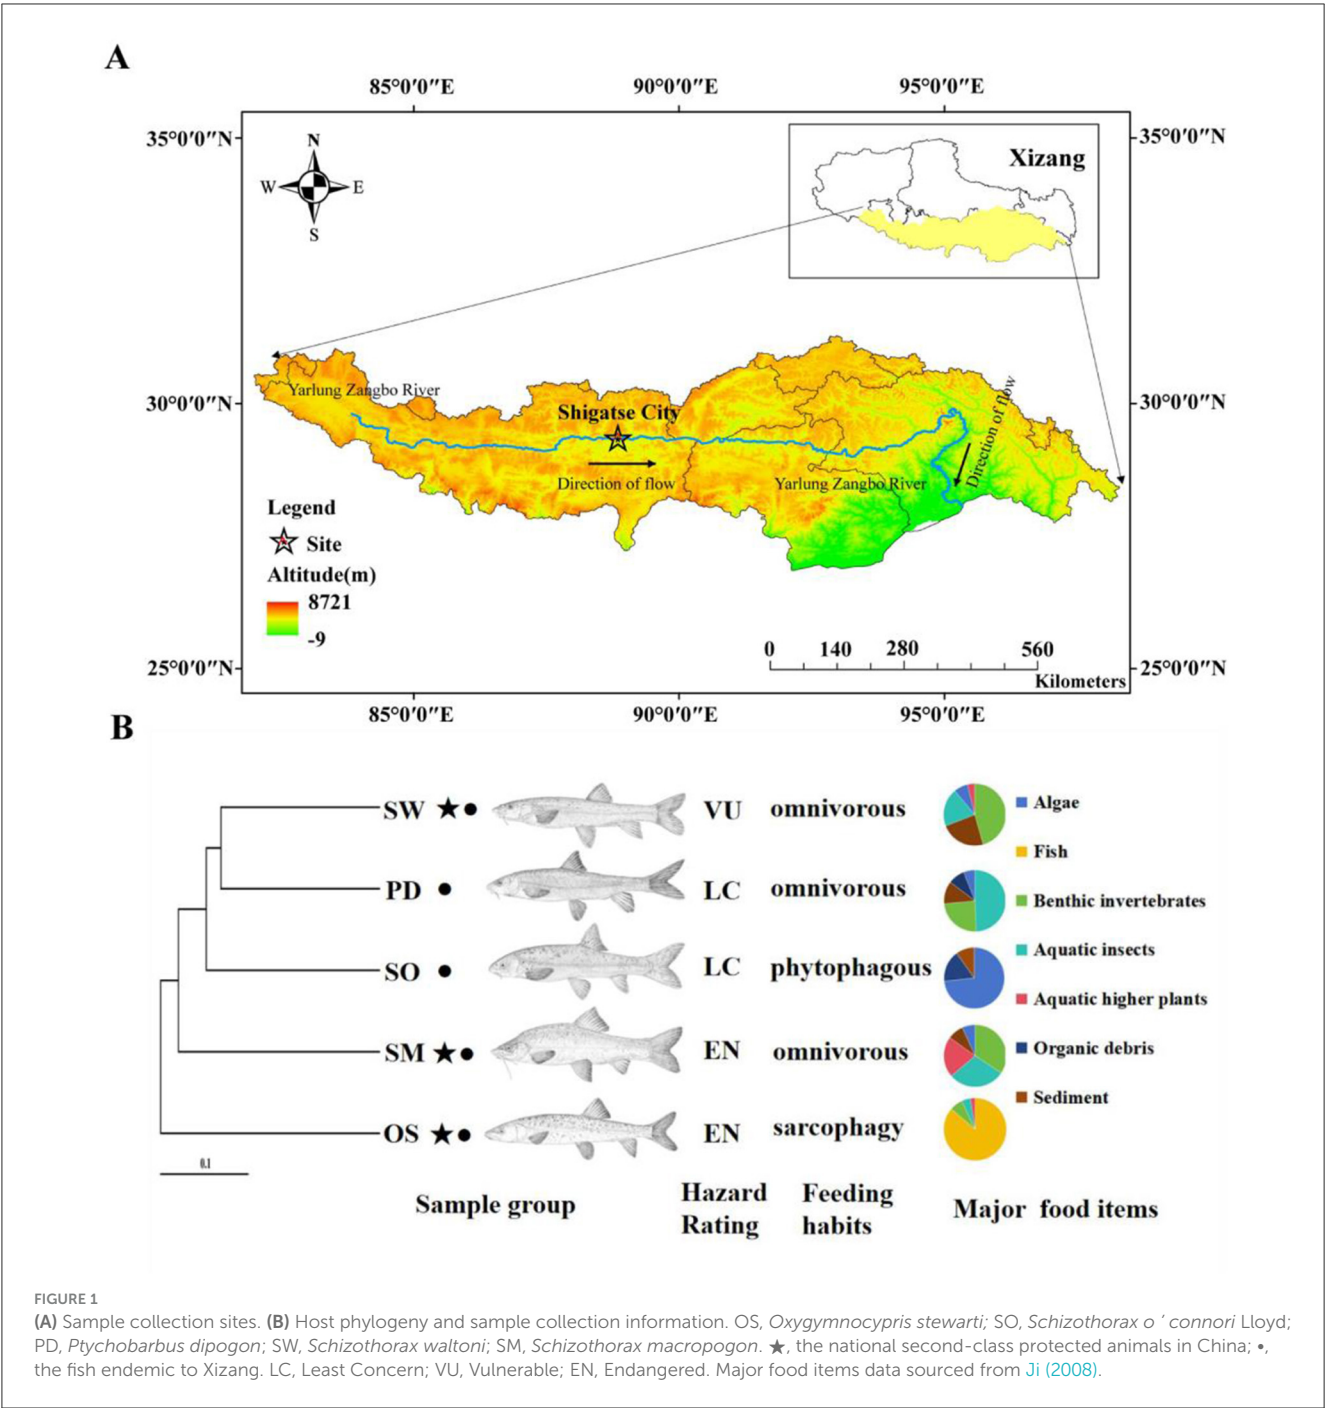 A
85°0′0″E 90°0′0″E 95°0′0″E
35°0′0″N 35°0′0″N
N
W E
S
Xizang
30°0′0″N 30°0′0″N
Yarlung Zangbo River
Shigatse City
Direction of flow
Direction of flow
Yarlung Zangbo River
Legend
Site
Altitude(m)
8721
-9
0 140 280 560
Kilometers
25°0′0″N 25°0′0″N
85°0′0″E 90°0′0″E 95°0′0″E
B
SW ★● VU omnivorous
PD ● LC omnivorous
SO ● LC phytophagous
SM ★● EN omnivorous
OS ★● EN sarcophagy
Algae
Fish
Benthic invertebrates
Aquatic insects
Aquatic higher plants
Organic debris
Sediment
0.1
Sample group
Hazard
Rating
Feeding
habits
Major food items
FIGURE 1
(A) Sample collection sites. (B) Host phylogeny and sample collection information. OS, Oxygymnocypris stewarti; SO, Schizothorax o ' connori Lloyd;
PD, Ptychobarbus dipogon; SW, Schizothorax waltoni; SM, Schizothorax macropogon. ★, the national second-class protected animals in China; •,
the fish endemic to Xizang. LC, Least Concern; VU, Vulnerable; EN, Endangered. Major food items data sourced from Ji (2008).